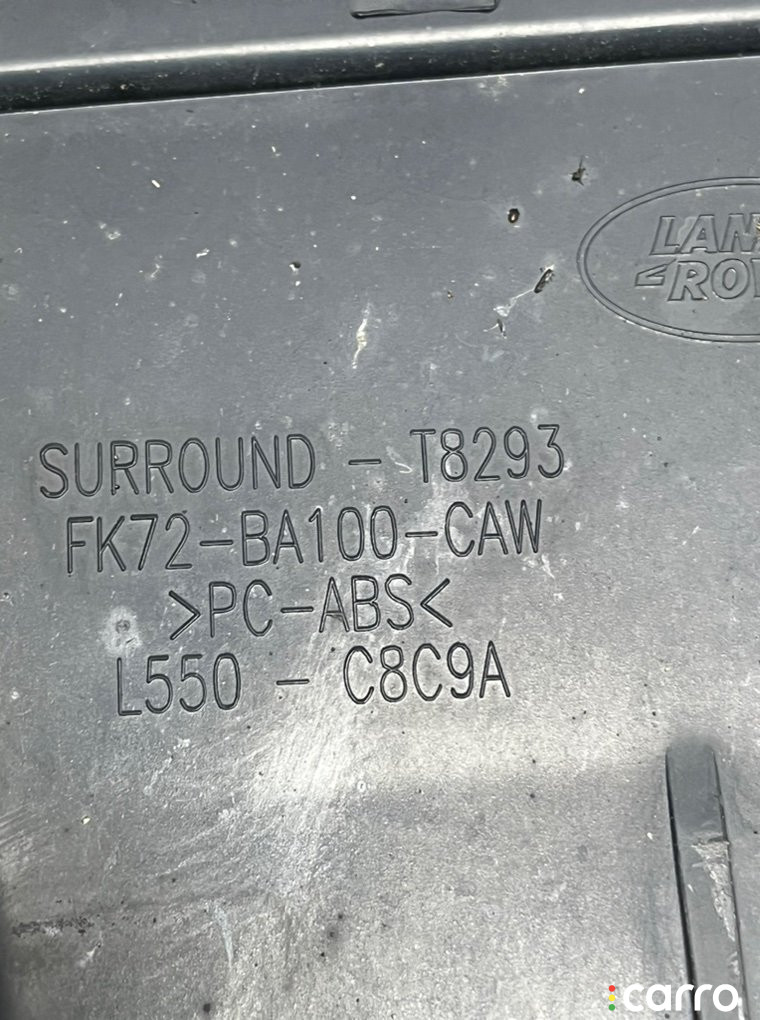 SURROUND - T8293
FK72-BA100-CAW
>PC-ABS<
L550 - C8C9A
carro